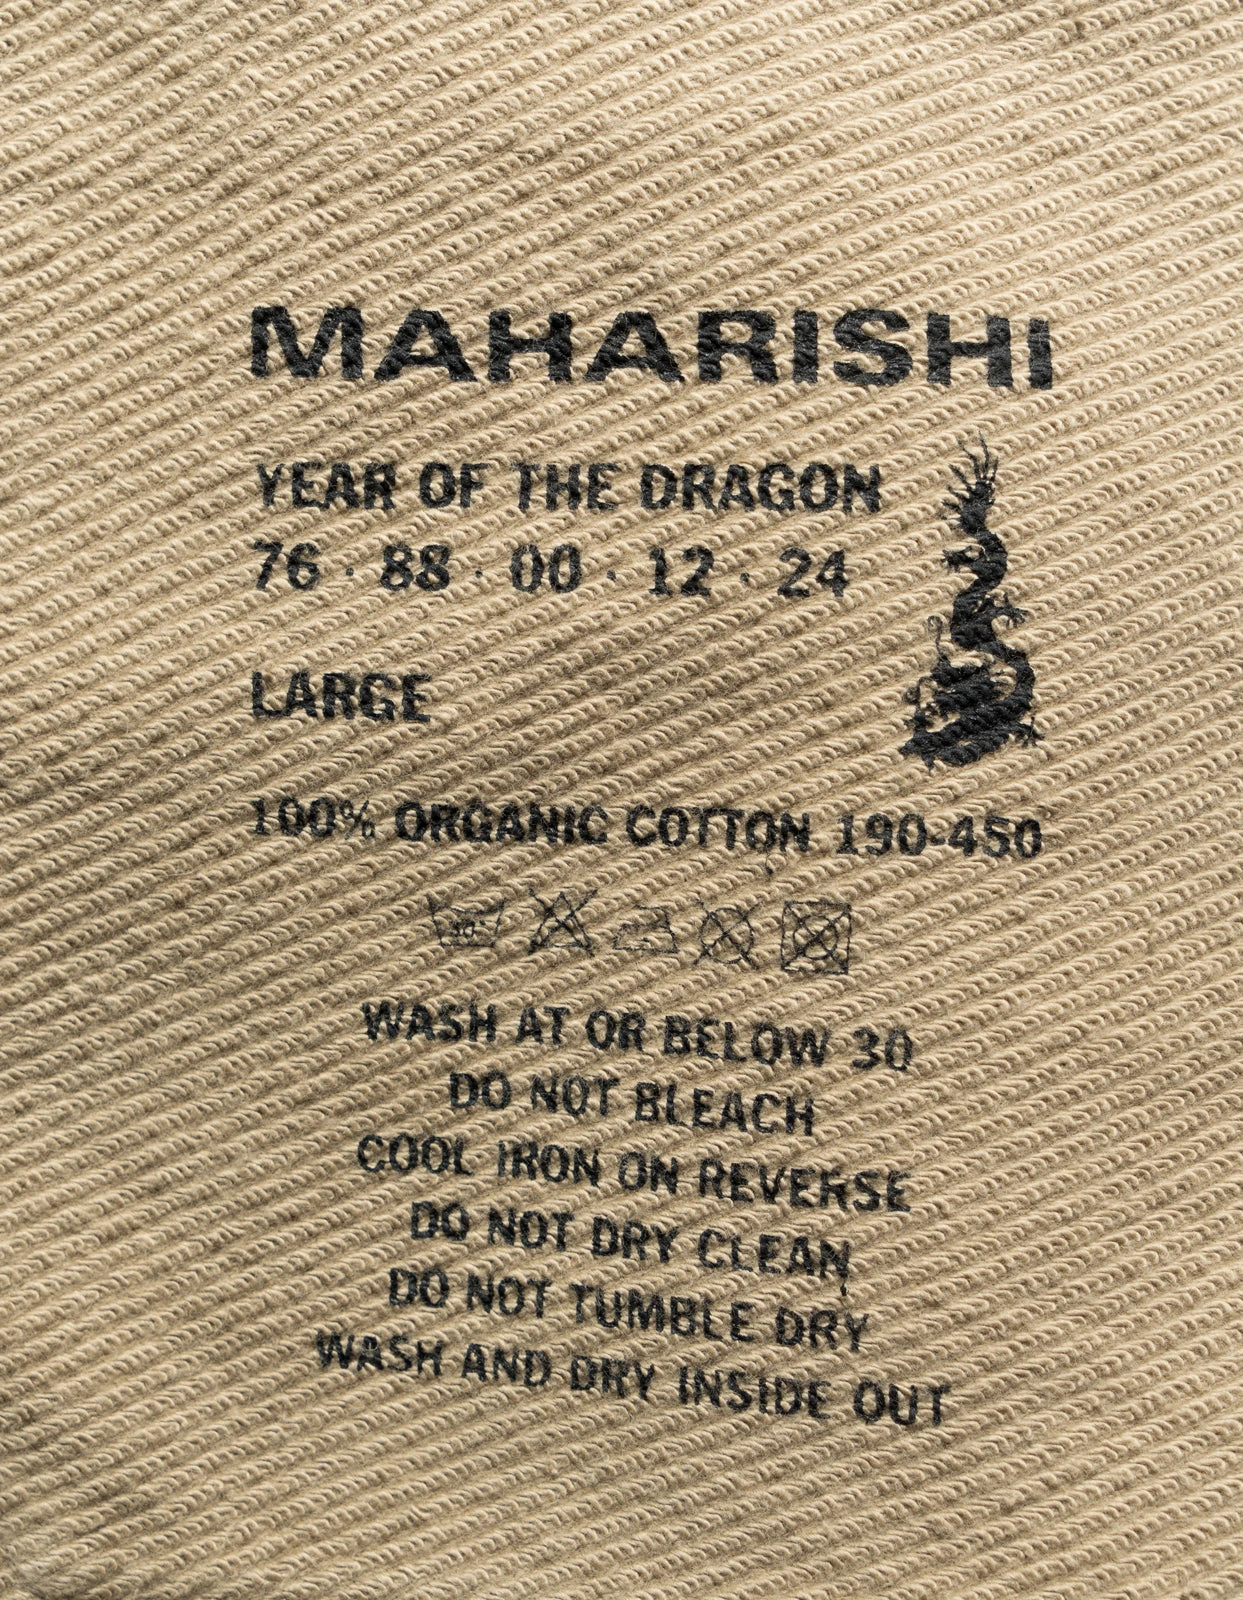 MAHARISHI
YEAR OF THE DRAGON
76 · 88 · 00 · 12 · 24
LARGE
100% ORGANIC COTTON 190-450
30°
WASH AT OR BELOW 30
DO NOT BLEACH
COOL IRON ON REVERSE
DO NOT DRY CLEAN
DO NOT TUMBLE DRY
WASH AND DRY INSIDE OUT